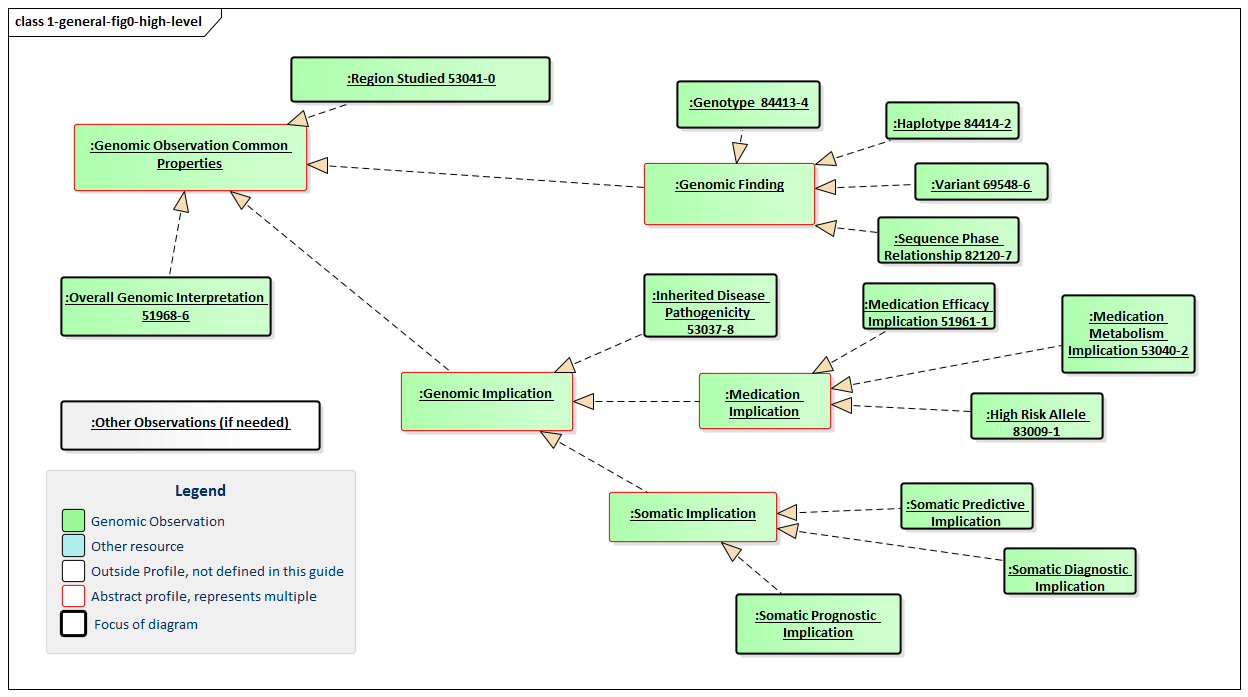 class 1-general-fig0-high-level
:Region Studied 53041-0
:Genomic Observation Common
Properties
:Genotype  84413-4
:Haplotype 84414-2
:Genomic Finding
:Variant 69548-6
:Sequence Phase
Relationship 82120-7
:Overall Genomic Interpretation
51968-6
:Inherited Disease
Pathogenicity
53037-8
:Medication Efficacy
Implication 51961-1
:Medication
Metabolism
Implication 53040-2
:Genomic Implication
:Medication
Implication
:High Risk Allele
83009-1
:Other Observations (if needed)
:Somatic Implication
:Somatic Predictive
Implication
:Somatic Diagnostic
Implication
:Somatic Prognostic
Implication
Legend
Genomic Observation
Other resource
Outside Profile, not defined in this guide
Abstract profile, represents multiple
Focus of diagram